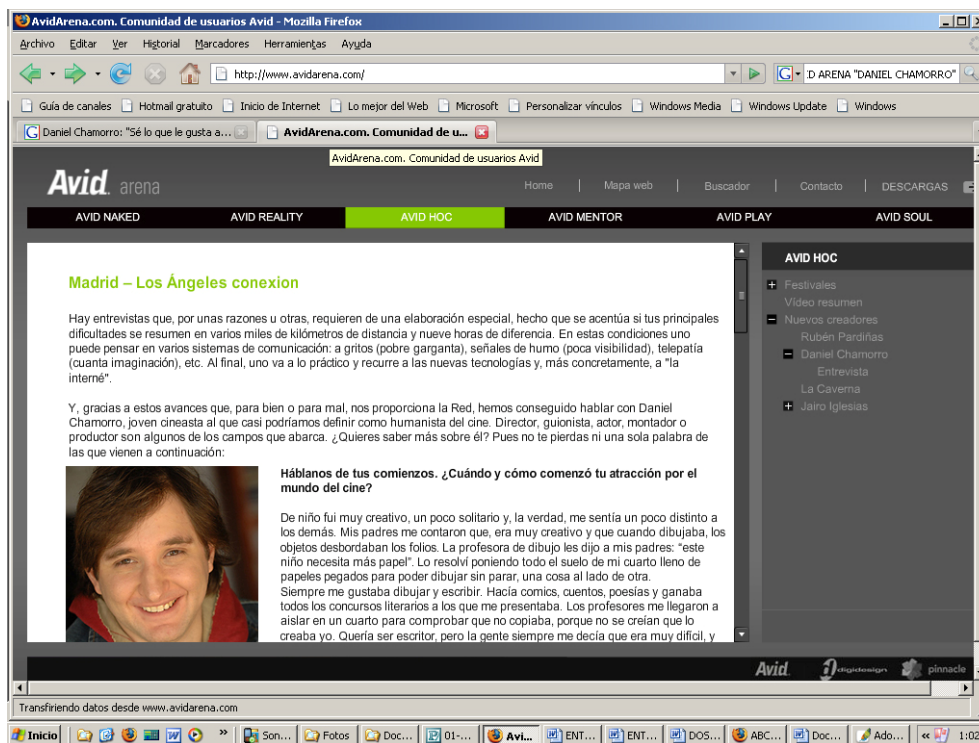 AvidArena.com. Comunidad de usuarios Avid - Mozilla Firefox
Archivo Editar Ver Historial Marcadores Herramientas Ayuda
http://www.avidarena.com/
:D ARENA "DANIEL CHAMORRO"
Guía de canales Hotmail gratuito Inicio de Internet Lo mejor del Web Microsoft Personalizar vínculos Windows Media Windows Update Windows
Daniel Chamorro: "Sé lo que le gusta a... AvidArena.com. Comunidad de u...
AvidArena.com. Comunidad de usuarios Avid
Avid. arena
Home | Mapa web | Buscador | Contacto | DESCARGAS
AVID NAKED AVID REALITY AVID HOC AVID MENTOR AVID PLAY AVID SOUL
Madrid – Los Ángeles conexion
Hay entrevistas que, por unas razones u otras, requieren de una elaboración especial, hecho que se acentúa si tus principales
dificultades se resumen en varios miles de kilómetros de distancia y nueve horas de diferencia. En estas condiciones uno
puede pensar en varios sistemas de comunicación: a gritos (pobre garganta), señales de humo (poca visibilidad), telepatía
(cuanta imaginación), etc. Al final, uno va a lo práctico y recurre a las nuevas tecnologías y, más concretamente, a "la
interné".
Y, gracias a estos avances que, para bien o para mal, nos proporciona la Red, hemos conseguido hablar con Daniel
Chamorro, joven cineasta al que casi podríamos definir como humanista del cine. Director, guionista, actor, montador o
productor son algunos de los campos que abarca. ¿Quieres saber más sobre él? Pues no te pierdas ni una sola palabra de
las que vienen a continuación:
Háblanos de tus comienzos. ¿Cuándo y cómo comenzó tu atracción por el
mundo del cine?
De niño fui muy creativo, un poco solitario y, la verdad, me sentía un poco distinto a
los demás. Mis padres me contaron que, era muy creativo y que cuando dibujaba, los
objetos desbordaban los folios. La profesora de dibujo les dijo a mis padres: "este
niño necesita más papel". Lo resolví poniendo todo el suelo de mi cuarto lleno de
papeles pegados para poder dibujar sin parar, una cosa al lado de otra.
Siempre me gustaba dibujar y escribir. Hacía comics, cuentos, poesías y ganaba
todos los concursos literarios a los que me presentaba. Los profesores me llegaron a
aislar en un cuarto para comprobar que no copiaba, porque no se creían que lo
creaba yo. Quería ser escritor, pero la gente siempre me decía que era muy difícil, y
AVID HOC
Festivales
Vídeo resumen
Nuevos creadores
Rubén Pardiñas
Daniel Chamorro
Entrevista
La Caverna
Jairo Iglesias
Avid. digidesign pinnacle
Transfiriendo datos desde www.avidarena.com
Inicio » Son... Fotos Doc... 01-... Avi... ENT... ENT... DOS... ABC... Doc... Ado... « 1:02